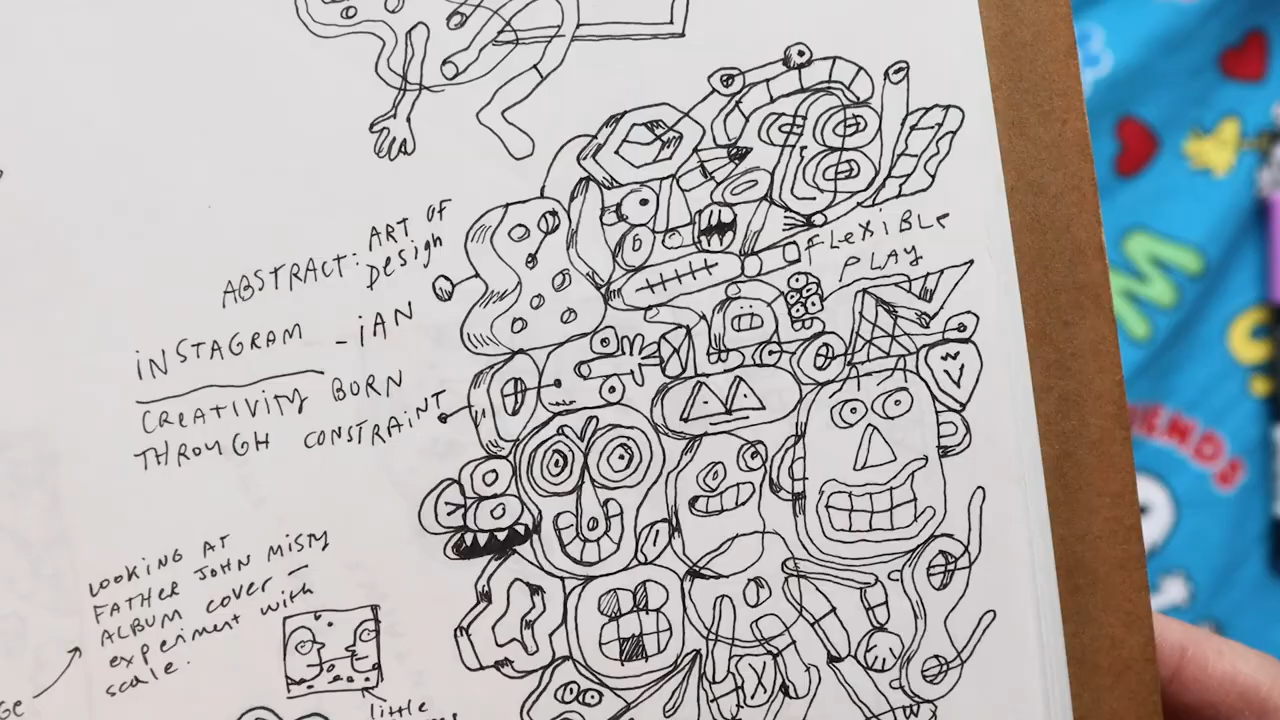 ABSTRACT: ART OF
DESIGN
INSTAGRAM - IAN
CREATIVITY BORN
THROUGH CONSTRAINT
FLEXIBLE
PLAY
LOOKING AT
FATHER JOHN MISTY
ALBUM COVER -
experiment with
scale.
little